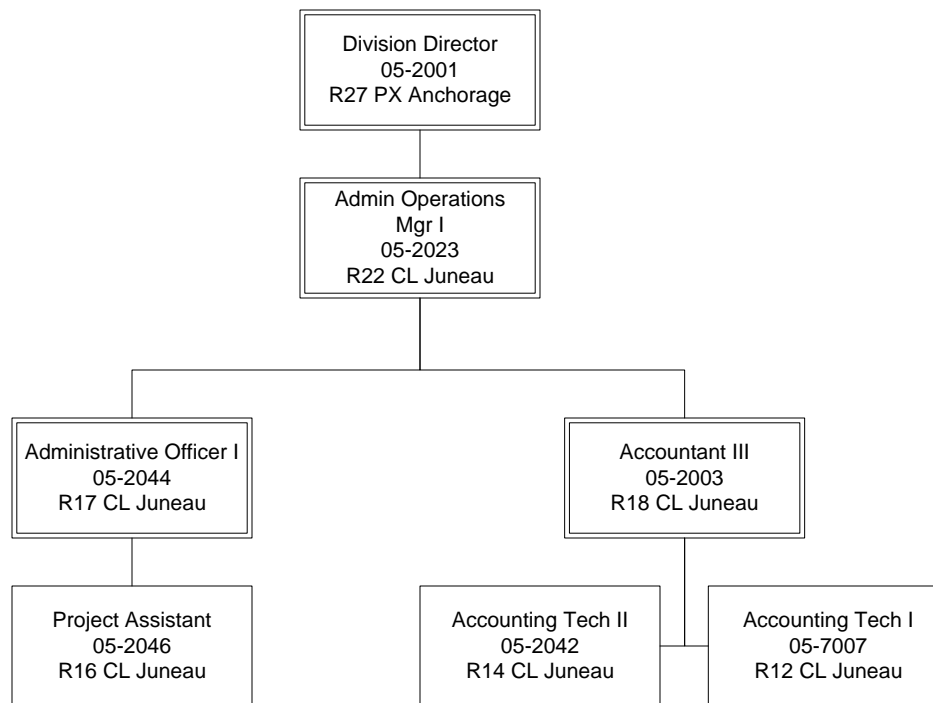 Division Director
05-2001
R27 PX Anchorage
Admin Operations
Mgr I
05-2023
R22 CL Juneau
Administrative Officer I
05-2044
R17 CL Juneau
Accountant III
05-2003
R18 CL Juneau
Project Assistant
05-2046
R16 CL Juneau
Accounting Tech II
05-2042
R14 CL Juneau
Accounting Tech I
05-7007
R12 CL Juneau